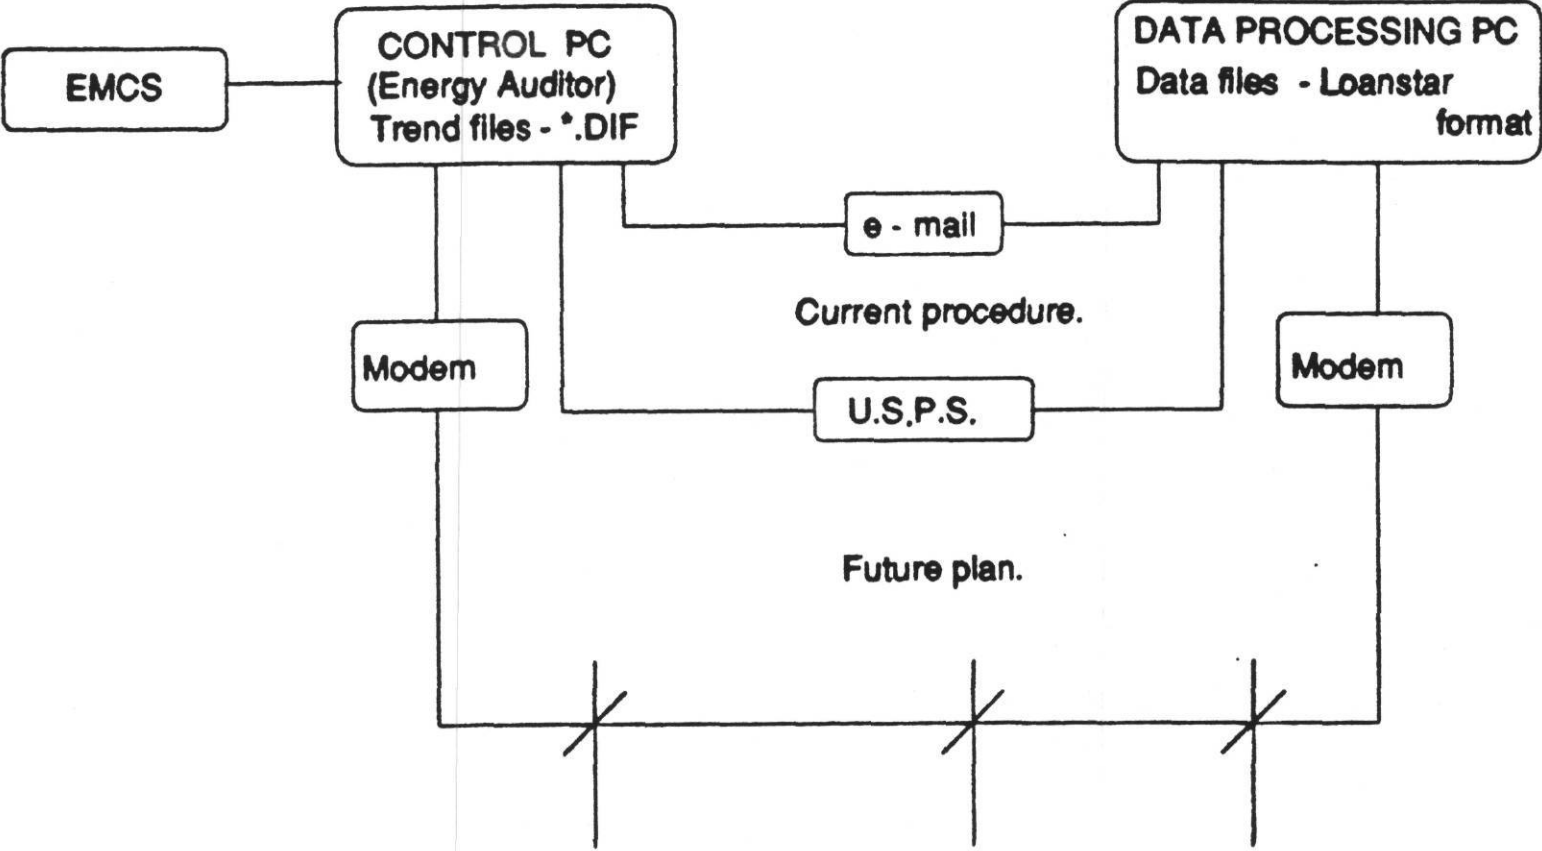 EMCS
CONTROL PC
(Energy Auditor)
Trend files - *.DIF
DATA PROCESSING PC
Data files - Loanstar
format
e - mail
Current procedure.
Modem
Modem
U.S.P.S.
Future plan.